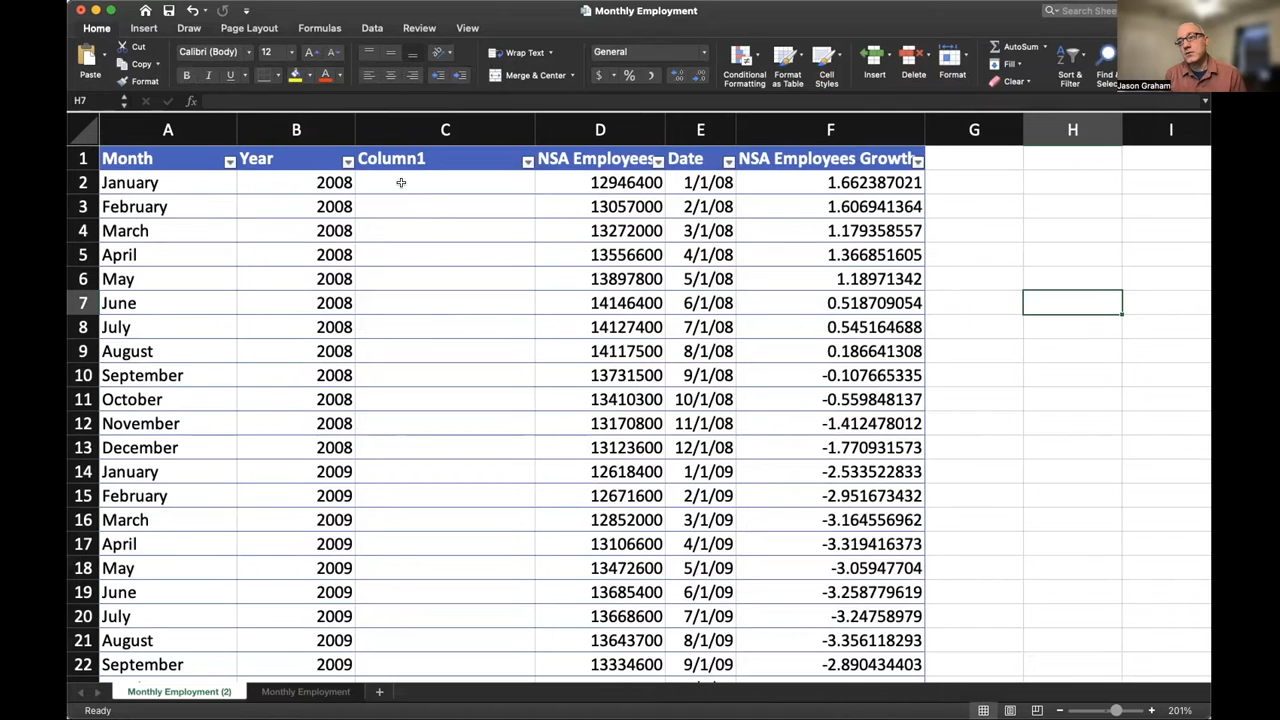 Monthly Employment
Search Shee
Home Insert Draw Page Layout Formulas Data Review View
Paste Cut Copy Format
Calibri (Body) 12 A A
B I U A
Wrap Text
Merge & Center
General
$ %
Conditional Formatting
Format as Table
Cell Styles
Insert
Delete
Format
AutoSum
Fill
Clear
Sort & Filter
Find &
Jason Graham
H7 fx
A B C D E F G H I
1 Month Year Column1 NSA Employees Date NSA Employees Growth
2 January 2008 12946400 1/1/08 1.662387021
3 February 2008 13057000 2/1/08 1.606941364
4 March 2008 13272000 3/1/08 1.179358557
5 April 2008 13556600 4/1/08 1.366851605
6 May 2008 13897800 5/1/08 1.18971342
7 June 2008 14146400 6/1/08 0.518709054
8 July 2008 14127400 7/1/08 0.545164688
9 August 2008 14117500 8/1/08 0.186641308
10 September 2008 13731500 9/1/08 -0.107665335
11 October 2008 13410300 10/1/08 -0.559848137
12 November 2008 13170800 11/1/08 -1.412478012
13 December 2008 13123600 12/1/08 -1.770931573
14 January 2009 12618400 1/1/09 -2.533522833
15 February 2009 12671600 2/1/09 -2.951673432
16 March 2009 12852000 3/1/09 -3.164556962
17 April 2009 13106600 4/1/09 -3.319416373
18 May 2009 13472600 5/1/09 -3.05947704
19 June 2009 13685400 6/1/09 -3.258779619
20 July 2009 13668600 7/1/09 -3.24758979
21 August 2009 13643700 8/1/09 -3.356118293
22 September 2009 13334600 9/1/09 -2.890434403
Monthly Employment (2) Monthly Employment +
Ready 201%